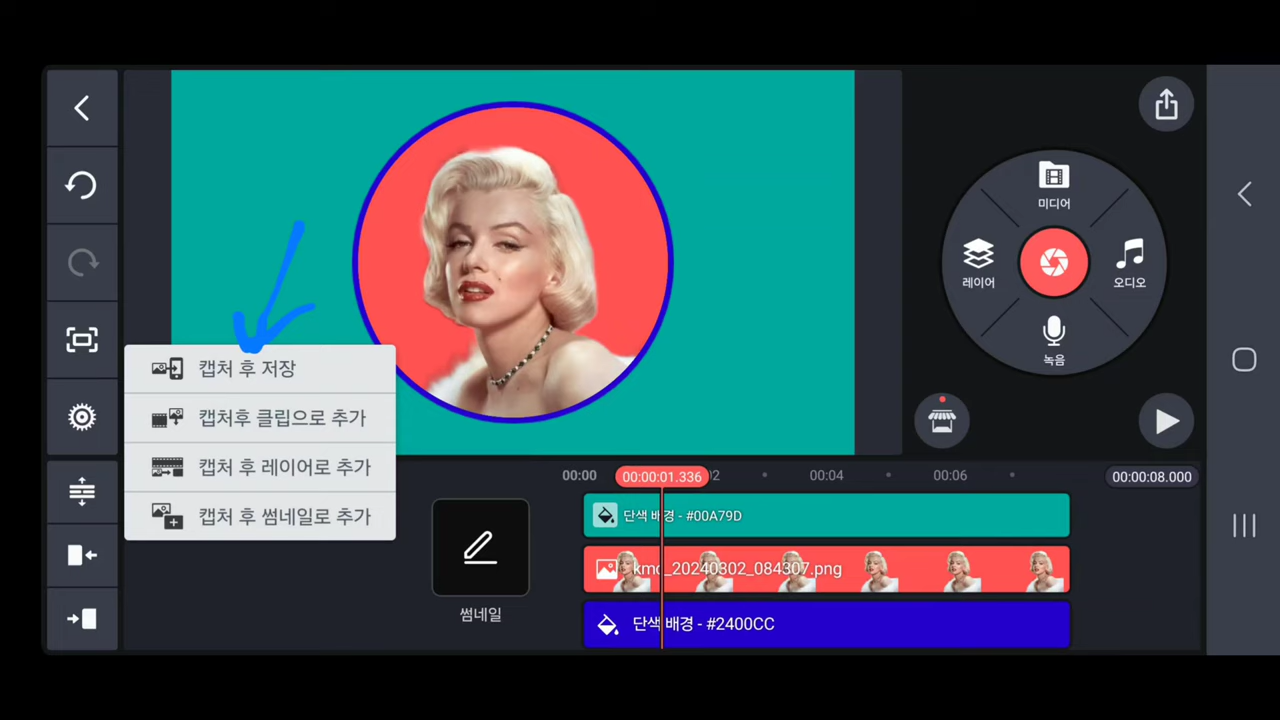 캡처 후 저장
캡처후 클립으로 추가
캡처 후 레이어로 추가
캡처 후 썸네일로 추가
미디어
레이어
오디오
녹음
00:00
00:00:01.336
2
00:04
00:06
00:00:08.000
썸네일
단색 배경 - #00A79D
_20240302_084307.png
단색 배경 - #2400CC